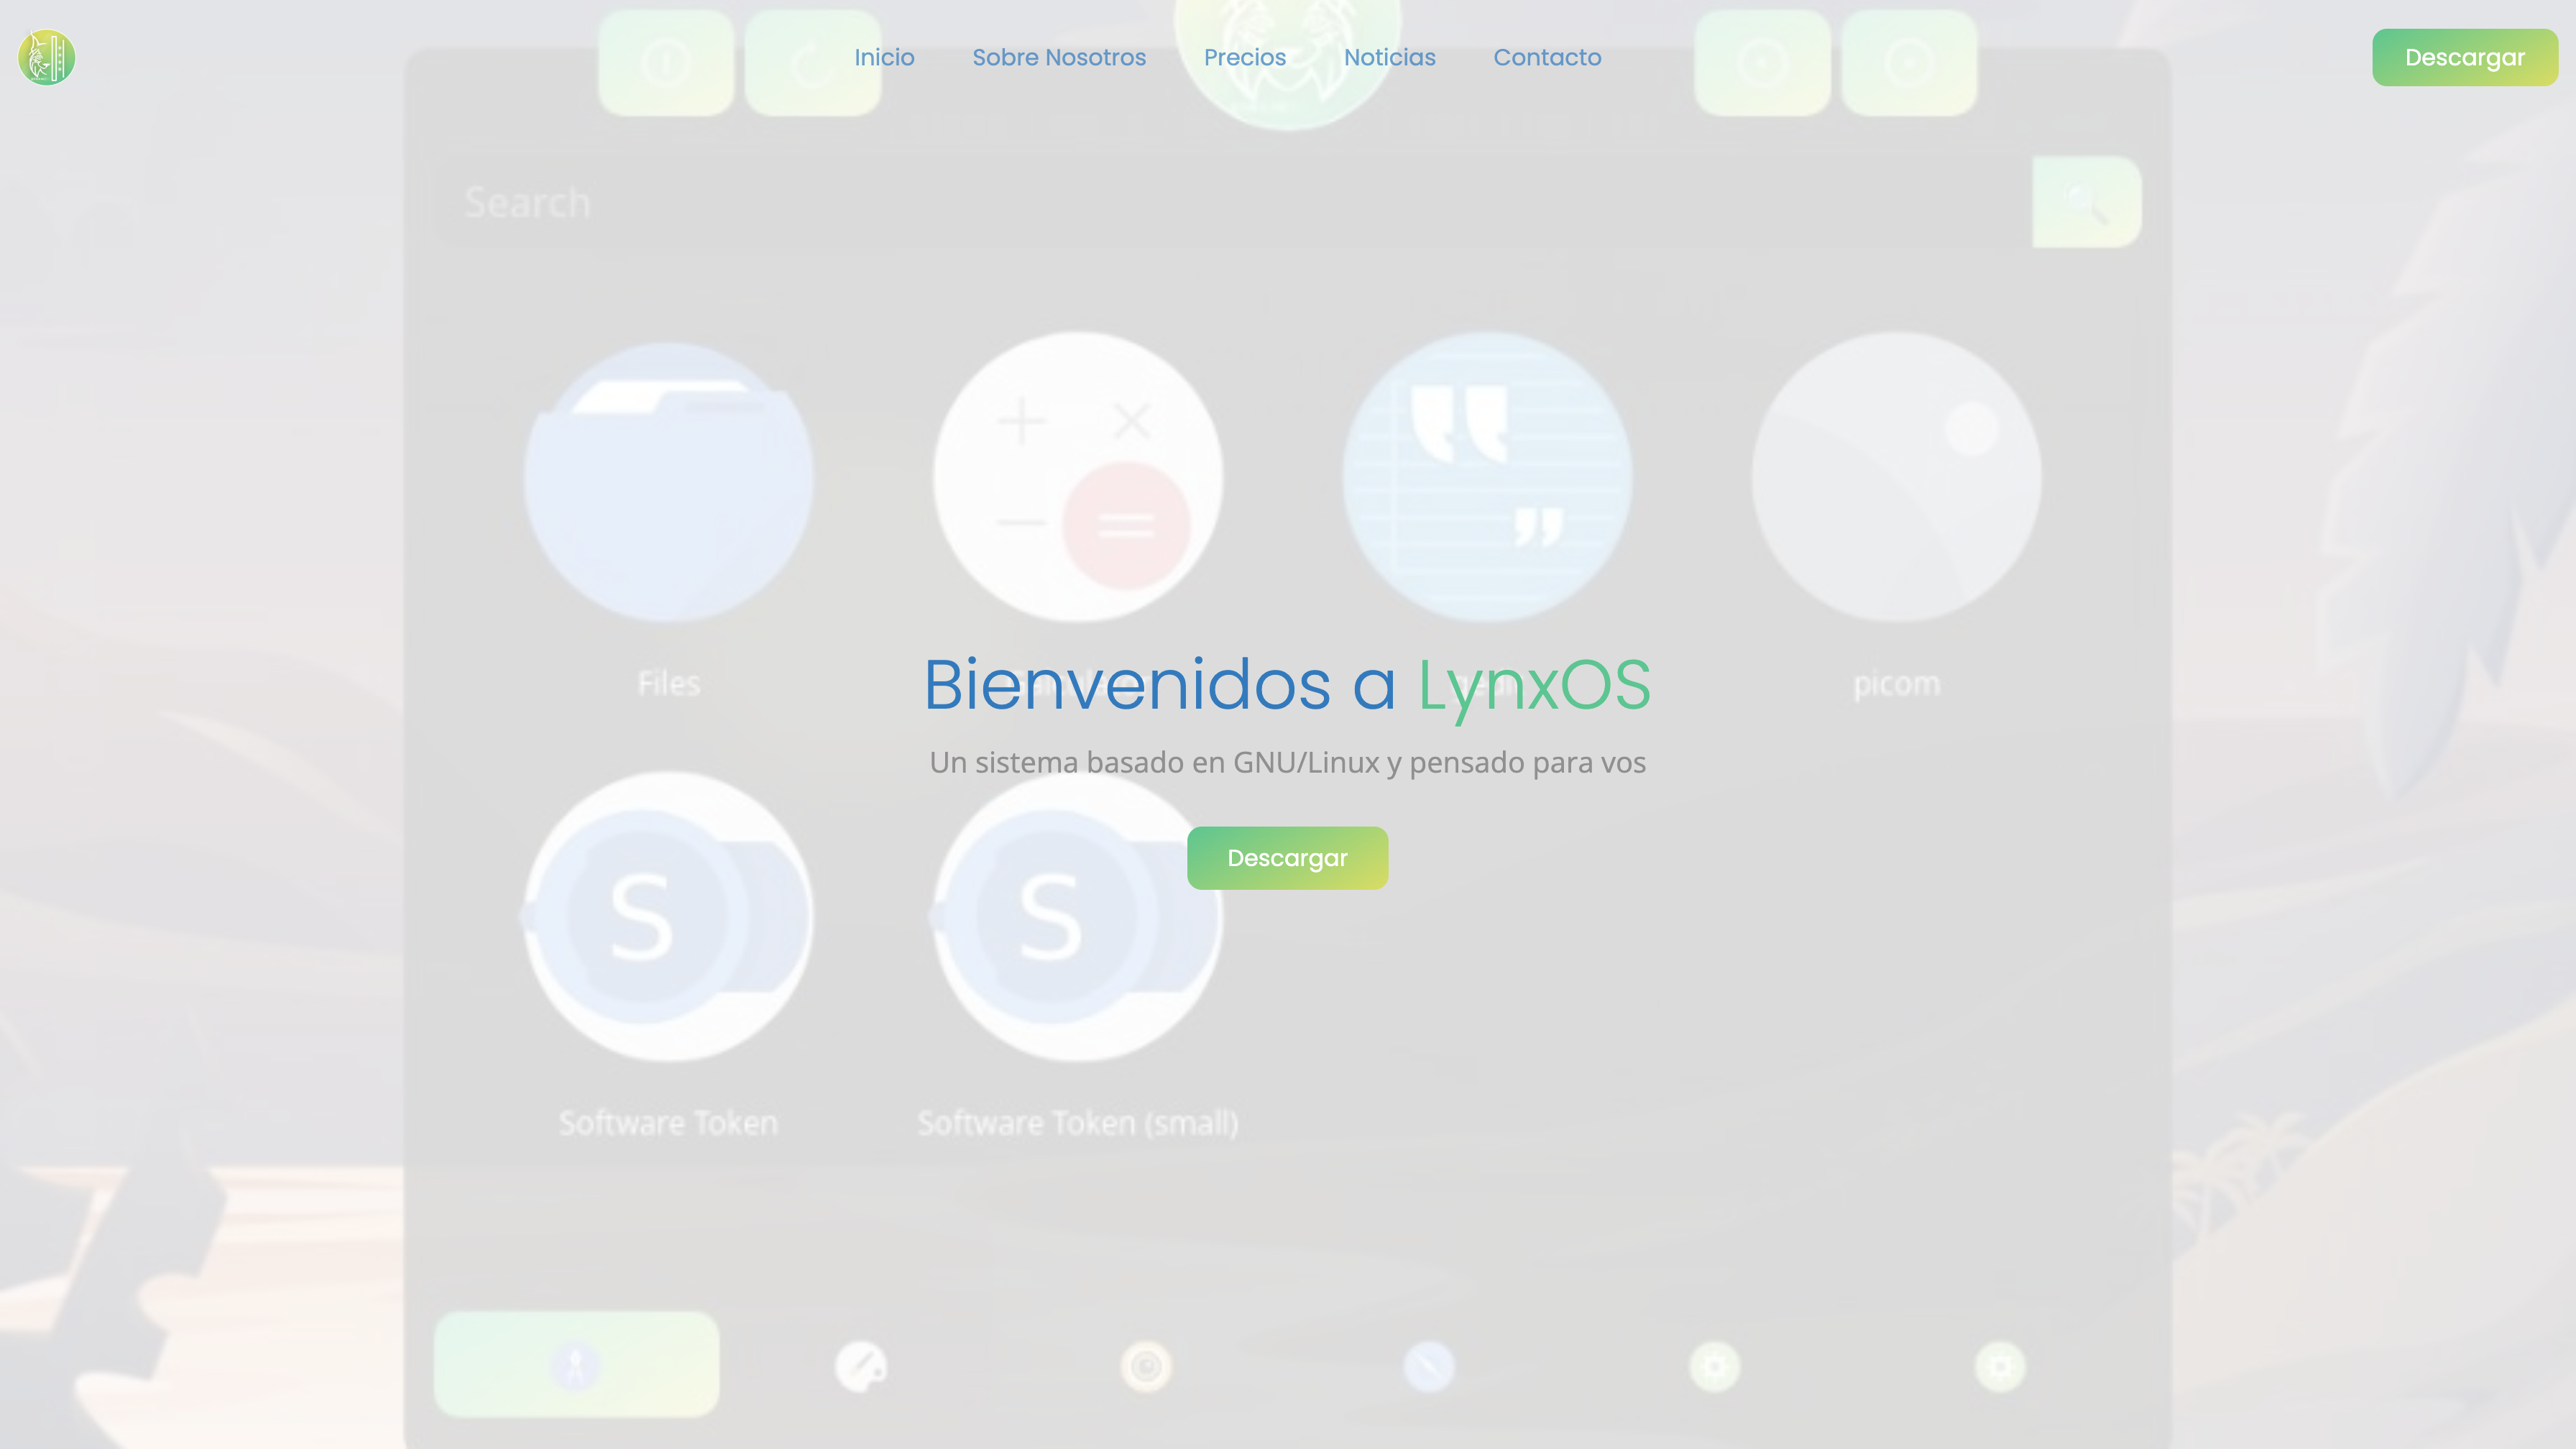 Inicio
Sobre Nosotros
Precios
Noticias
Contacto
Descargar
Search
Files
picom
Bienvenidos a LynxOS
Un sistema basado en GNU/Linux y pensado para vos
Descargar
S
S
Software Token
Software Token (small)